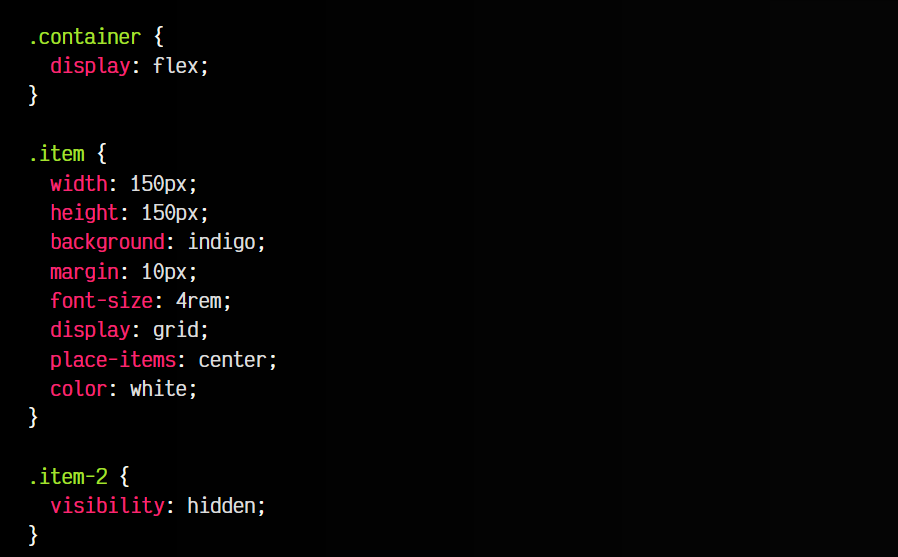 .container {
  display: flex;
}

.item {
  width: 150px;
  height: 150px;
  background: indigo;
  margin: 10px;
  font-size: 4rem;
  display: grid;
  place-items: center;
  color: white;
}

.item-2 {
  visibility: hidden;
}